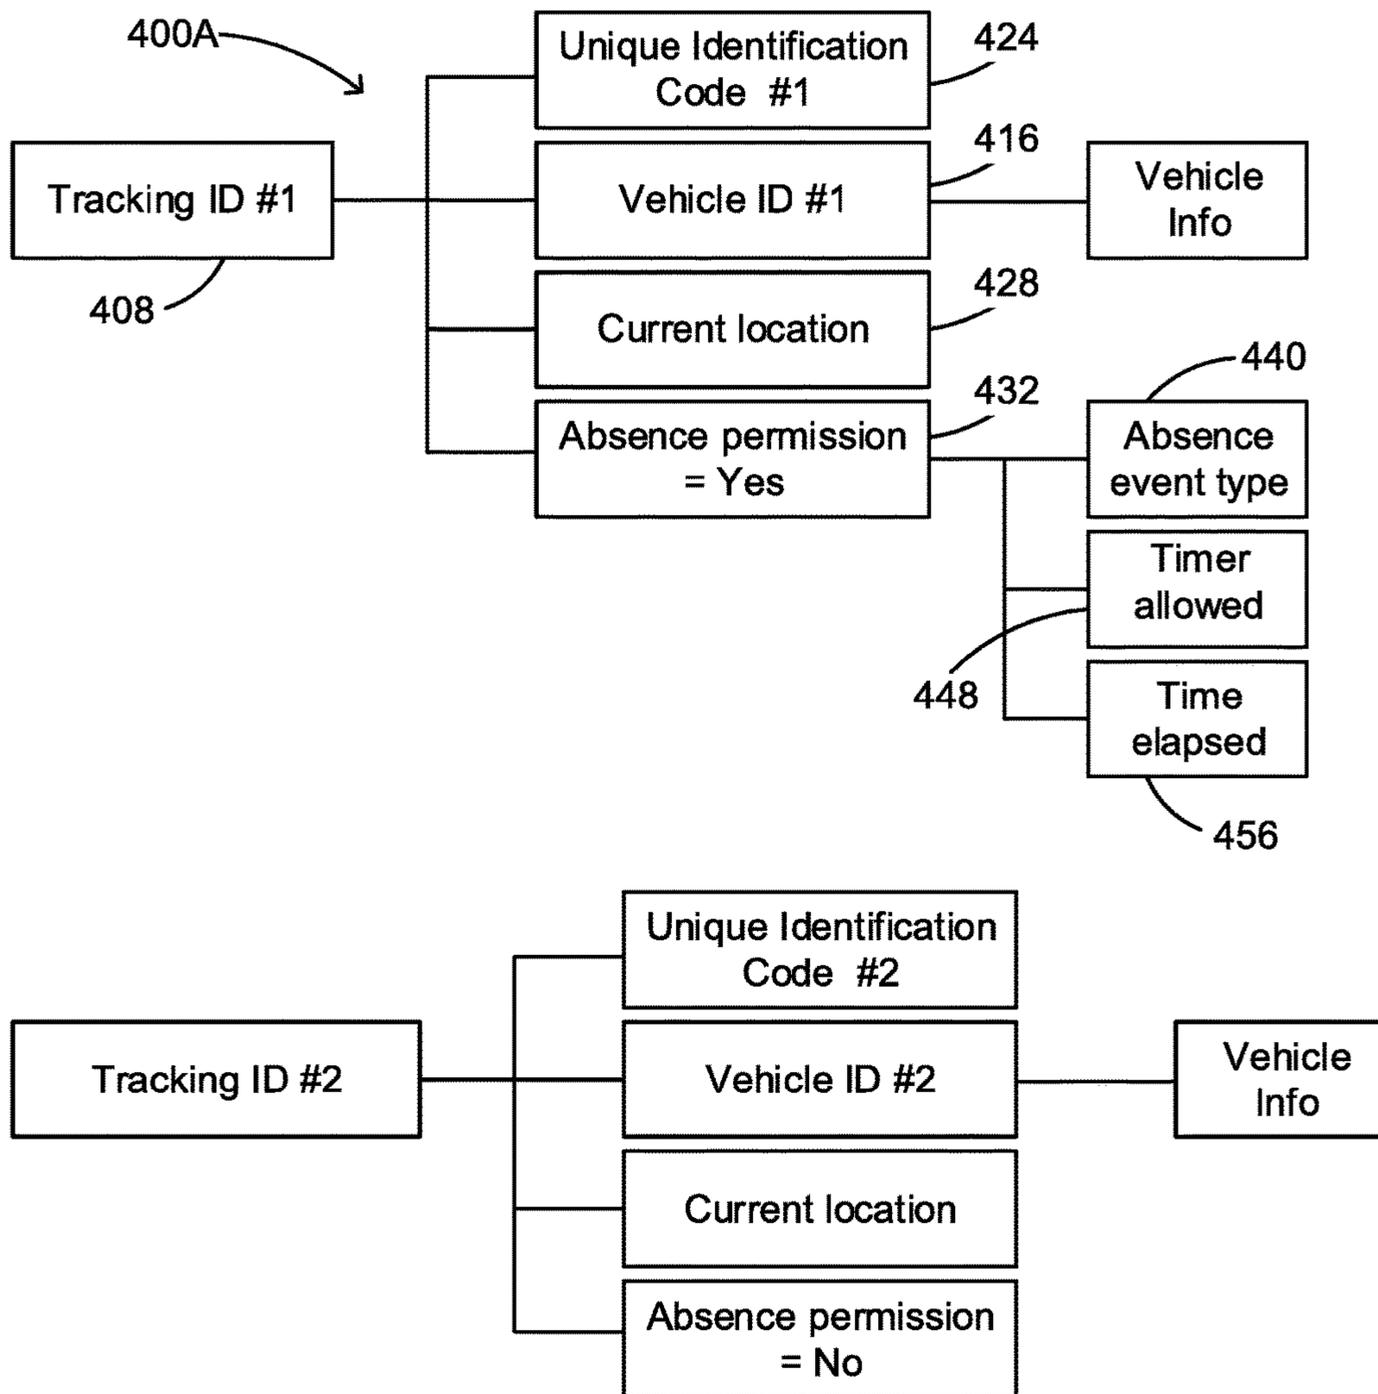 400A
Unique Identification
Code #1
424
Tracking ID #1
408
Vehicle ID #1
416
Vehicle
Info
Current location
428
Absence permission
= Yes
432
440
Absence
event type
Timer
allowed
448
Time
elapsed
456
Unique Identification
Code #2
Tracking ID #2
Vehicle ID #2
Vehicle
Info
Current location
Absence permission
= No